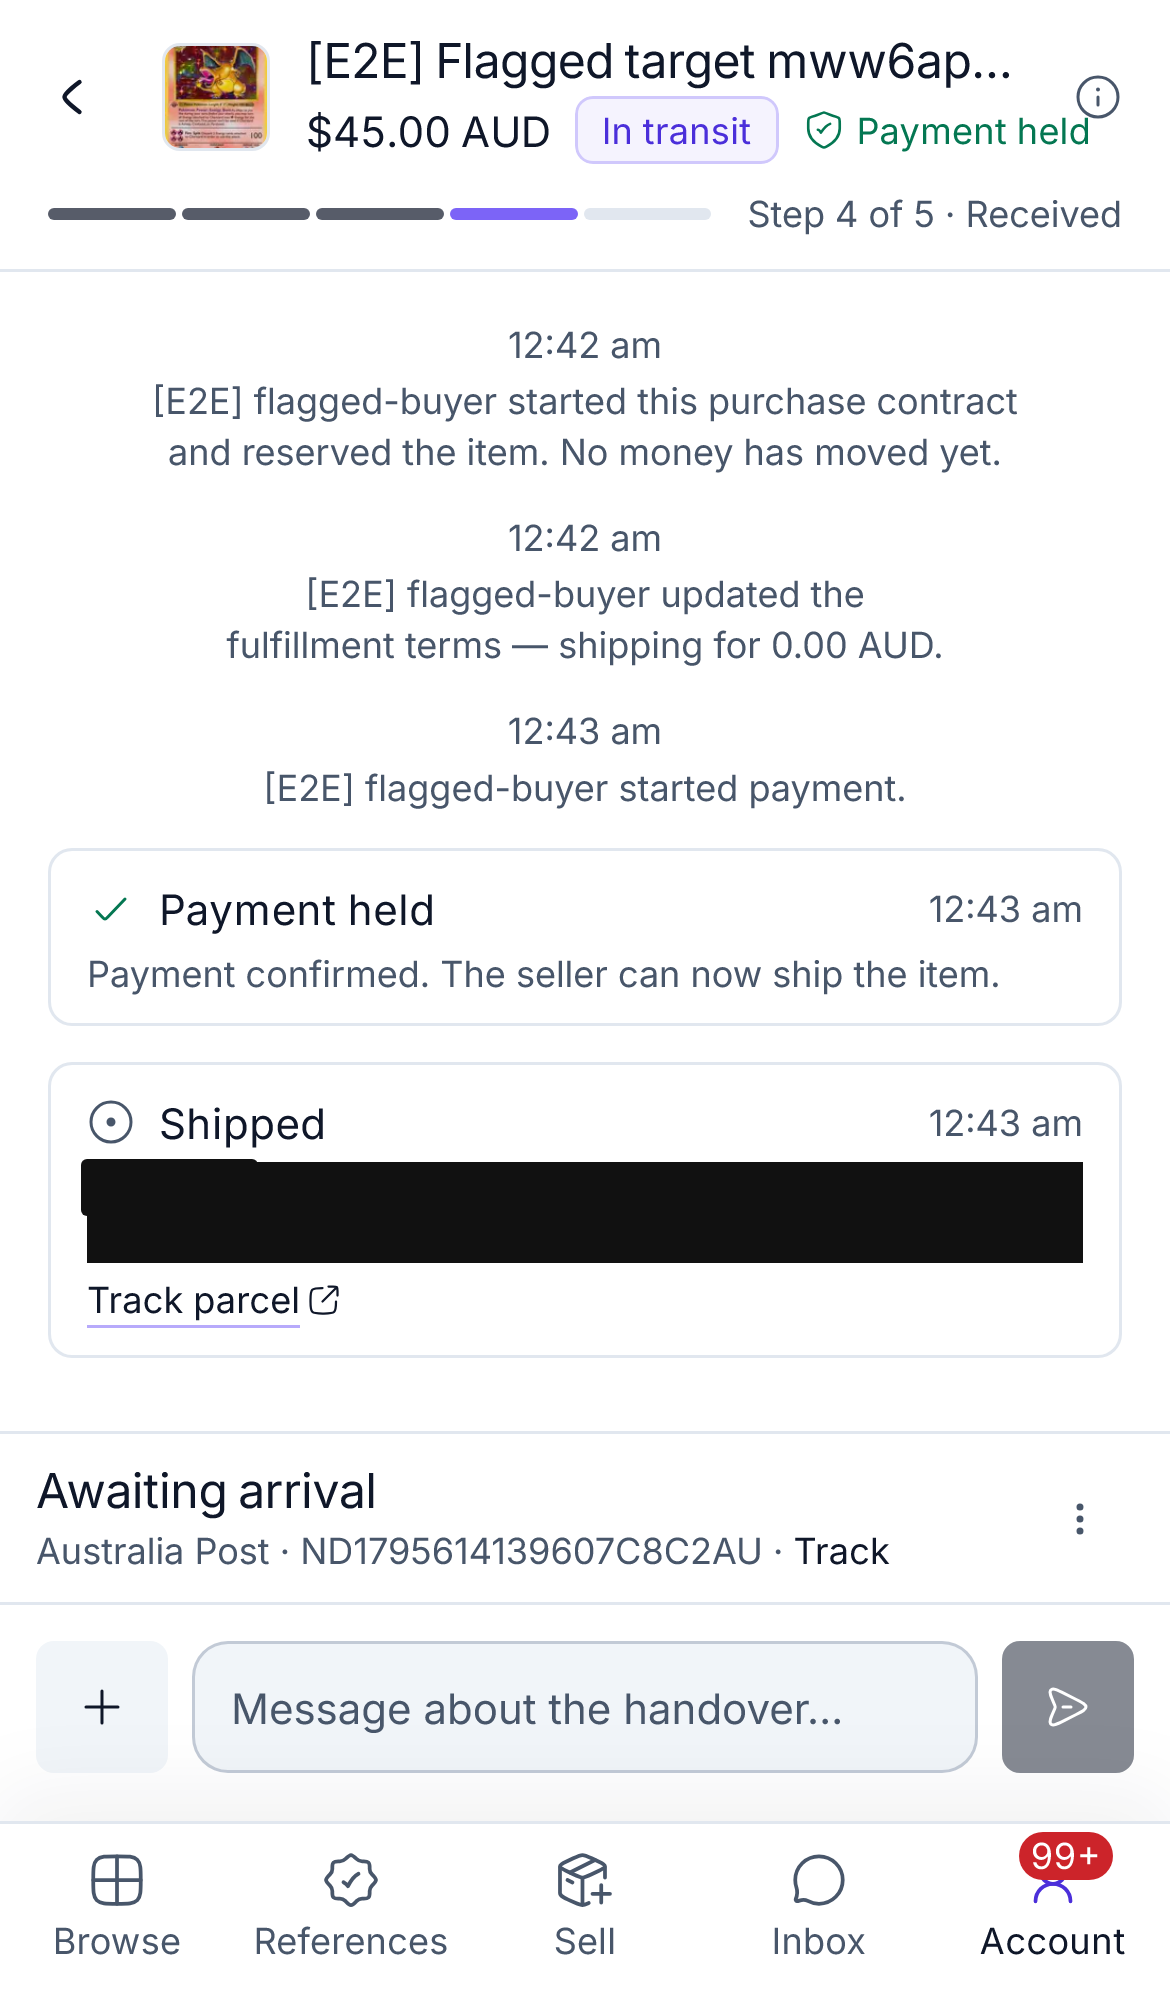 [E2E] Flagged target mww6ap...
$45.00 AUD In transit Payment held
Step 4 of 5 · Received
12:42 am
[E2E] flagged-buyer started this purchase contract
and reserved the item. No money has moved yet.
12:42 am
[E2E] flagged-buyer updated the
fulfillment terms — shipping for 0.00 AUD.
12:43 am
[E2E] flagged-buyer started payment.
Payment held 12:43 am
Payment confirmed. The seller can now ship the item.
Shipped 12:43 am
Track parcel
Awaiting arrival
Australia Post · ND1795614139607C8C2AU · Track
Message about the handover...
99+
Browse References Sell Inbox Account